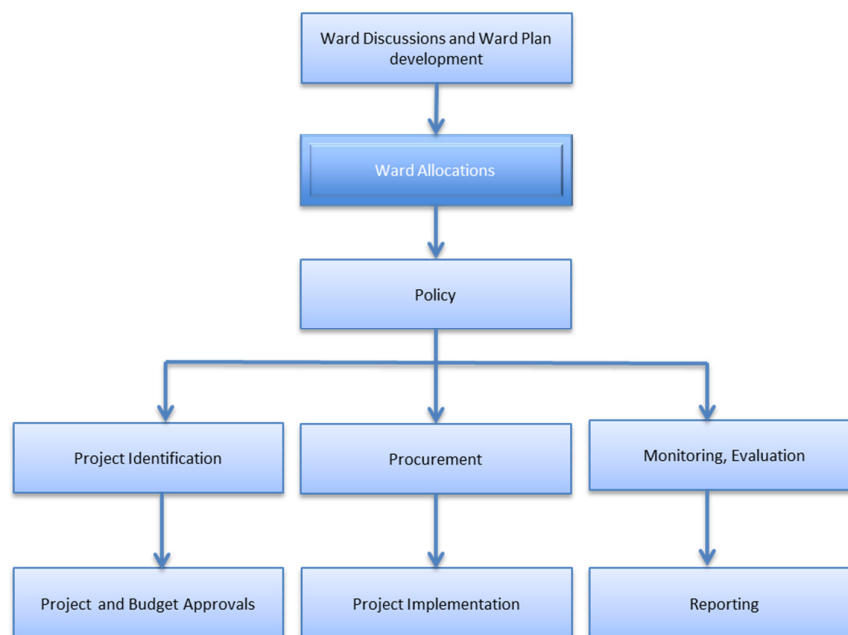 Ward Discussions and Ward Plan
development
Ward Allocations
Policy
Project Identification
Procurement
Monitoring, Evaluation
Project and Budget Approvals
Project Implementation
Reporting